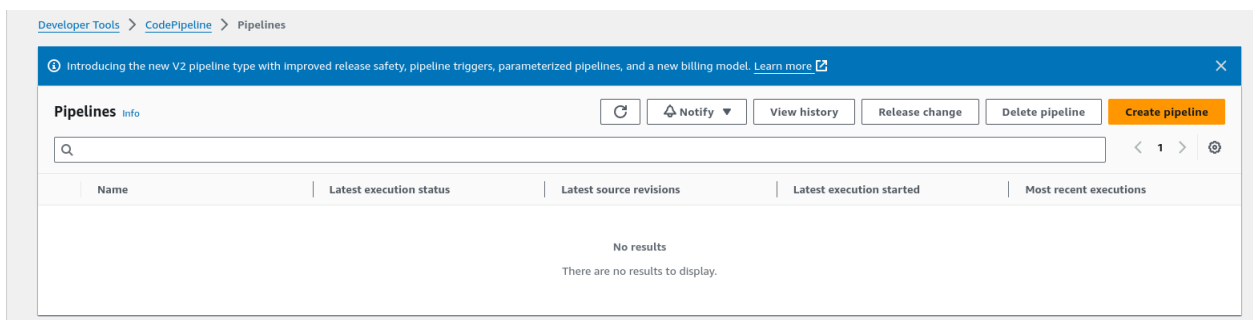 Developer Tools > CodePipeline > Pipelines
Introducing the new V2 pipeline type with improved release safety, pipeline triggers, parameterized pipelines, and a new billing model. Learn more
Pipelines Info Notify View history Release change Delete pipeline Create pipeline
< 1 >
Name Latest execution status Latest source revisions Latest execution started Most recent executions
No results
There are no results to display.